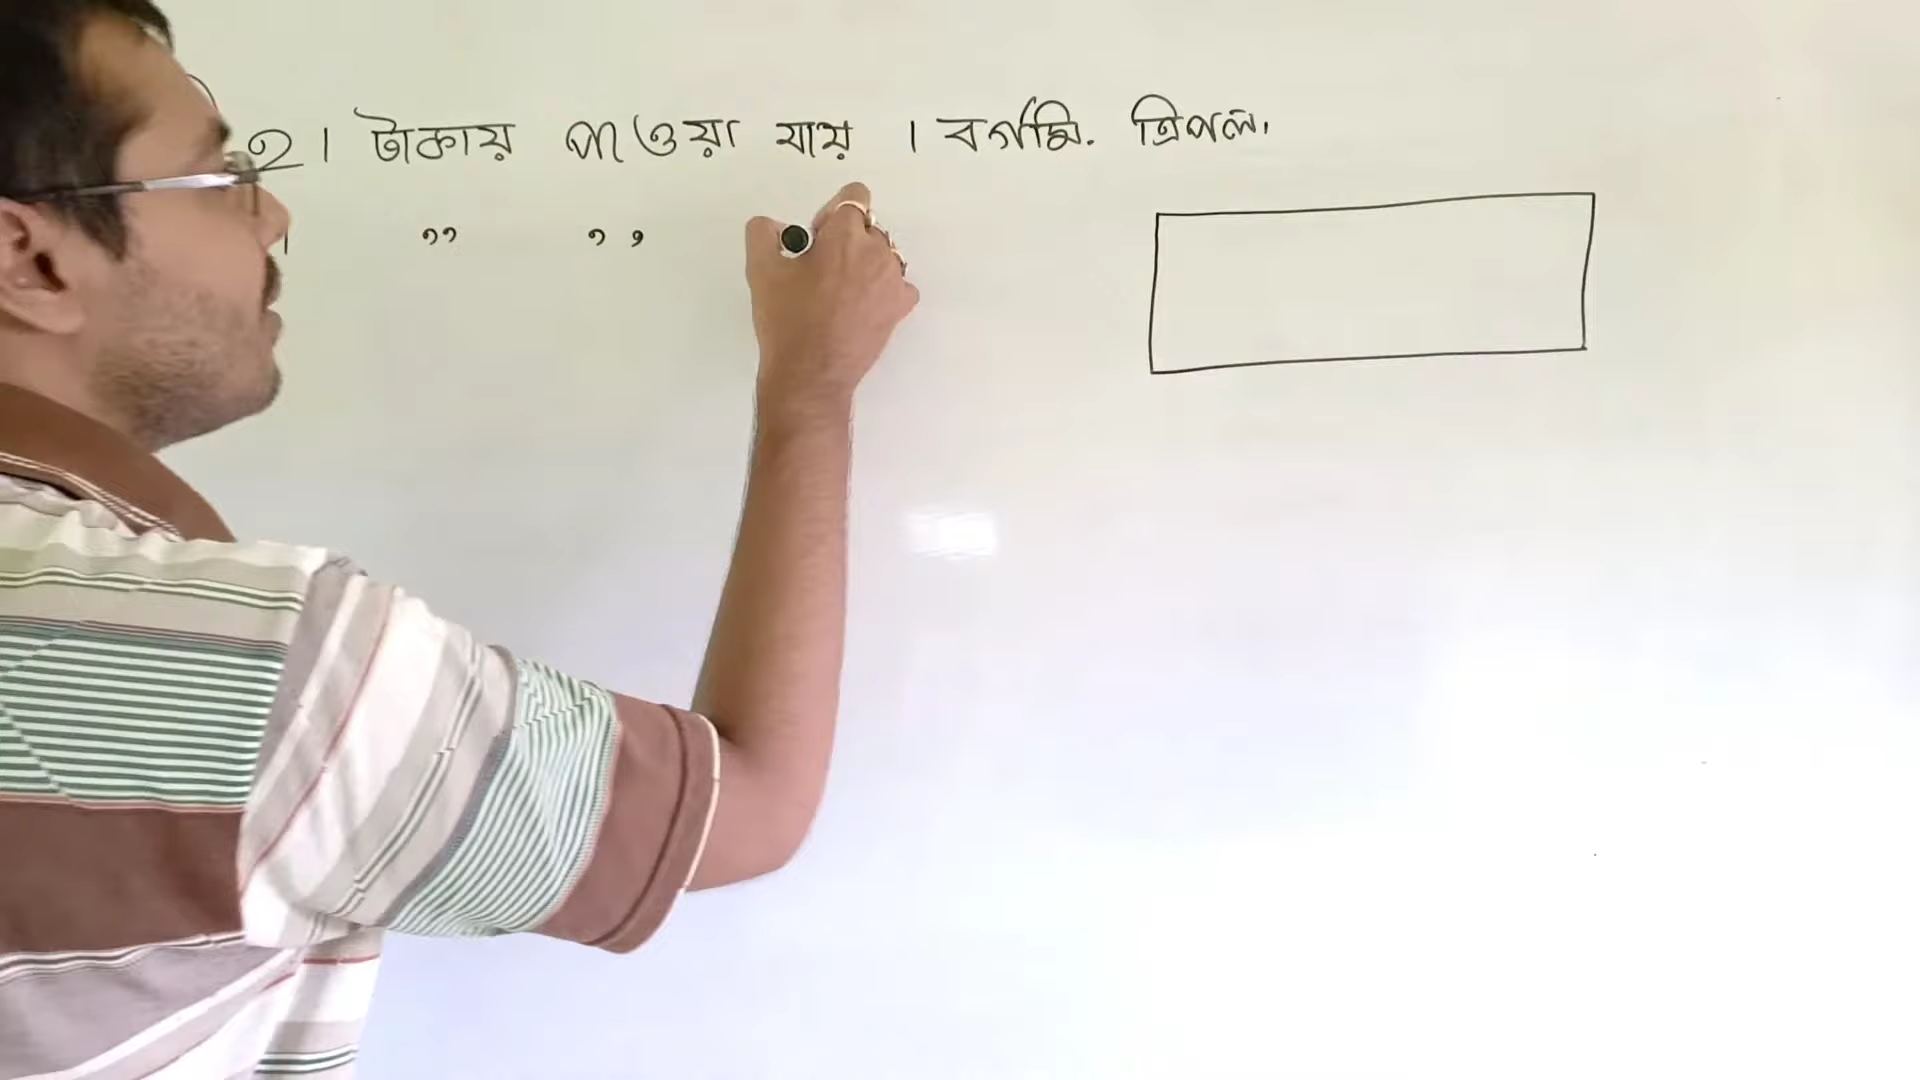 ২। টাকায় পাওয়া যায় । বর্গমি. ত্রিপল.
। ,, ,,